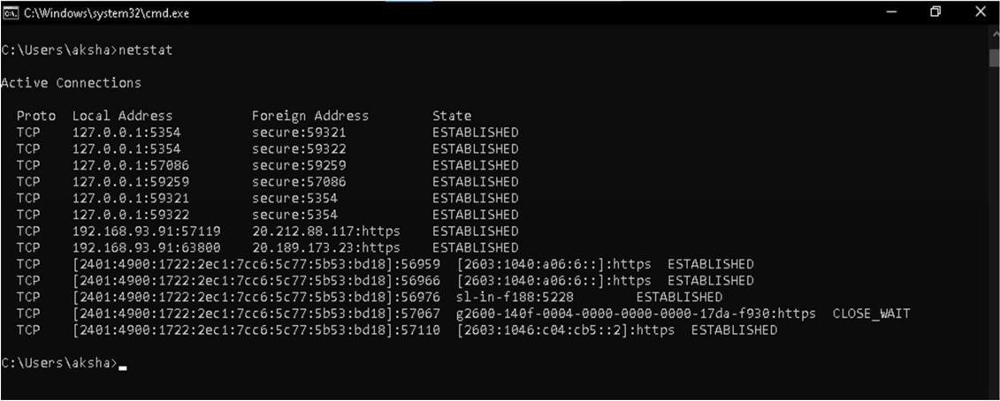 C:\Windows\system32\cmd.exe
C:\Users\aksha>netstat
Active Connections
Proto Local Address Foreign Address State
TCP 127.0.0.1:5354 secure:59321 ESTABLISHED
TCP 127.0.0.1:5354 secure:59322 ESTABLISHED
TCP 127.0.0.1:57086 secure:59259 ESTABLISHED
TCP 127.0.0.1:59259 secure:57086 ESTABLISHED
TCP 127.0.0.1:59321 secure:5354 ESTABLISHED
TCP 127.0.0.1:59322 secure:5354 ESTABLISHED
TCP 192.168.93.91:57119 20.212.88.117:https ESTABLISHED
TCP 192.168.93.91:63800 20.189.173.23:https ESTABLISHED
TCP [2401:4900:1722:2ec1:7cc6:5c77:5b53:bd18]:56959 [2603:1040:a06:6::]:https ESTABLISHED
TCP [2401:4900:1722:2ec1:7cc6:5c77:5b53:bd18]:56966 [2603:1040:a06:6::]:https ESTABLISHED
TCP [2401:4900:1722:2ec1:7cc6:5c77:5b53:bd18]:56976 sl-in-f188:5228 ESTABLISHED
TCP [2401:4900:1722:2ec1:7cc6:5c77:5b53:bd18]:57067 g2600-140f-0004-0000-0000-0000-17da-f930:https CLOSE_WAIT
TCP [2401:4900:1722:2ec1:7cc6:5c77:5b53:bd18]:57110 [2603:1046:c04:cb5::2]:https ESTABLISHED
C:\Users\aksha>